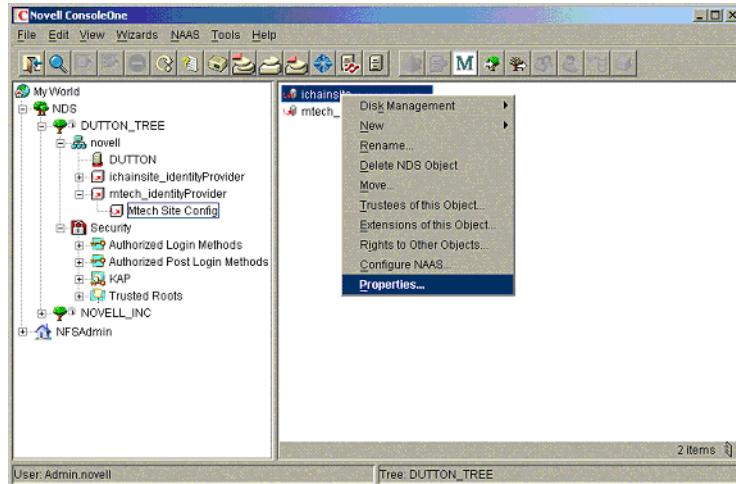 Novell ConsoleOne
File Edit View Wizards NAAS Tools Help
My World
NDS
DUTTON_TREE
novell
DUTTON
ichainsite_identityProvider
mtech_identityProvider
Mtech Site Config
Security
Authorized Login Methods
Authorized Post Login Methods
KAP
Trusted Roots
NOVELL_INC
NFSAdmin
ichainsite
mtech_
Disk Management
New
Rename...
Delete NDS Object
Move...
Trustees of this Object...
Extensions of this Object...
Rights to Other Objects...
Configure NAAS...
Properties...
M
2 items
User: Admin.novell
Tree: DUTTON_TREE